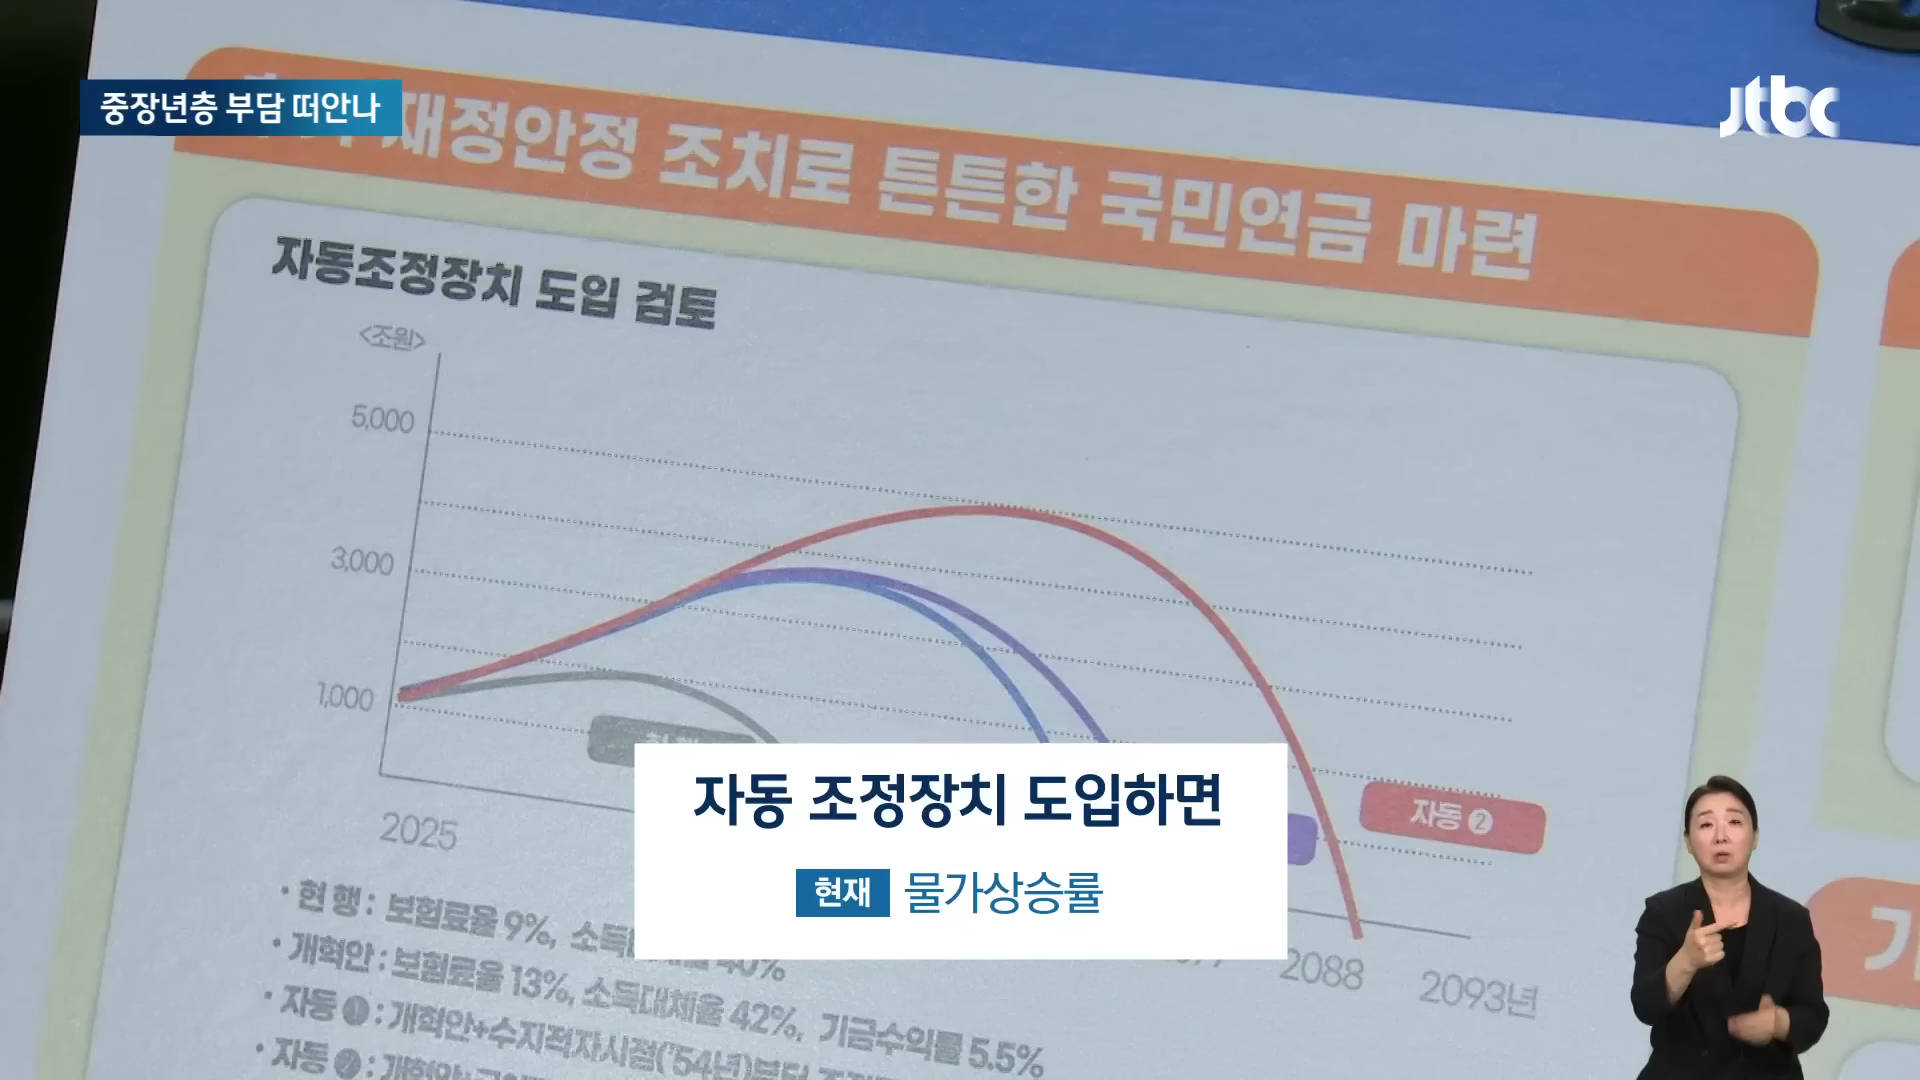 중장년층 부담 떠안나
jtbc
재정안정 조치로 튼튼한 국민연금 마련
자동조정장치 도입 검토
<조원>
5,000
3,000
1,000
자동 ❷
2025
2088
2093년
자동 조정장치 도입하면
현재 물가상승률
• 현 행 : 보험료율 9%, 40%
• 개혁안 : 보험료율 13%, 소득대체율 42%, 기금수익률 5.5%
• 자동 ❶ : 개혁안+수지적자시점('54년)부터
• 자동 ❷ : 개혁안+